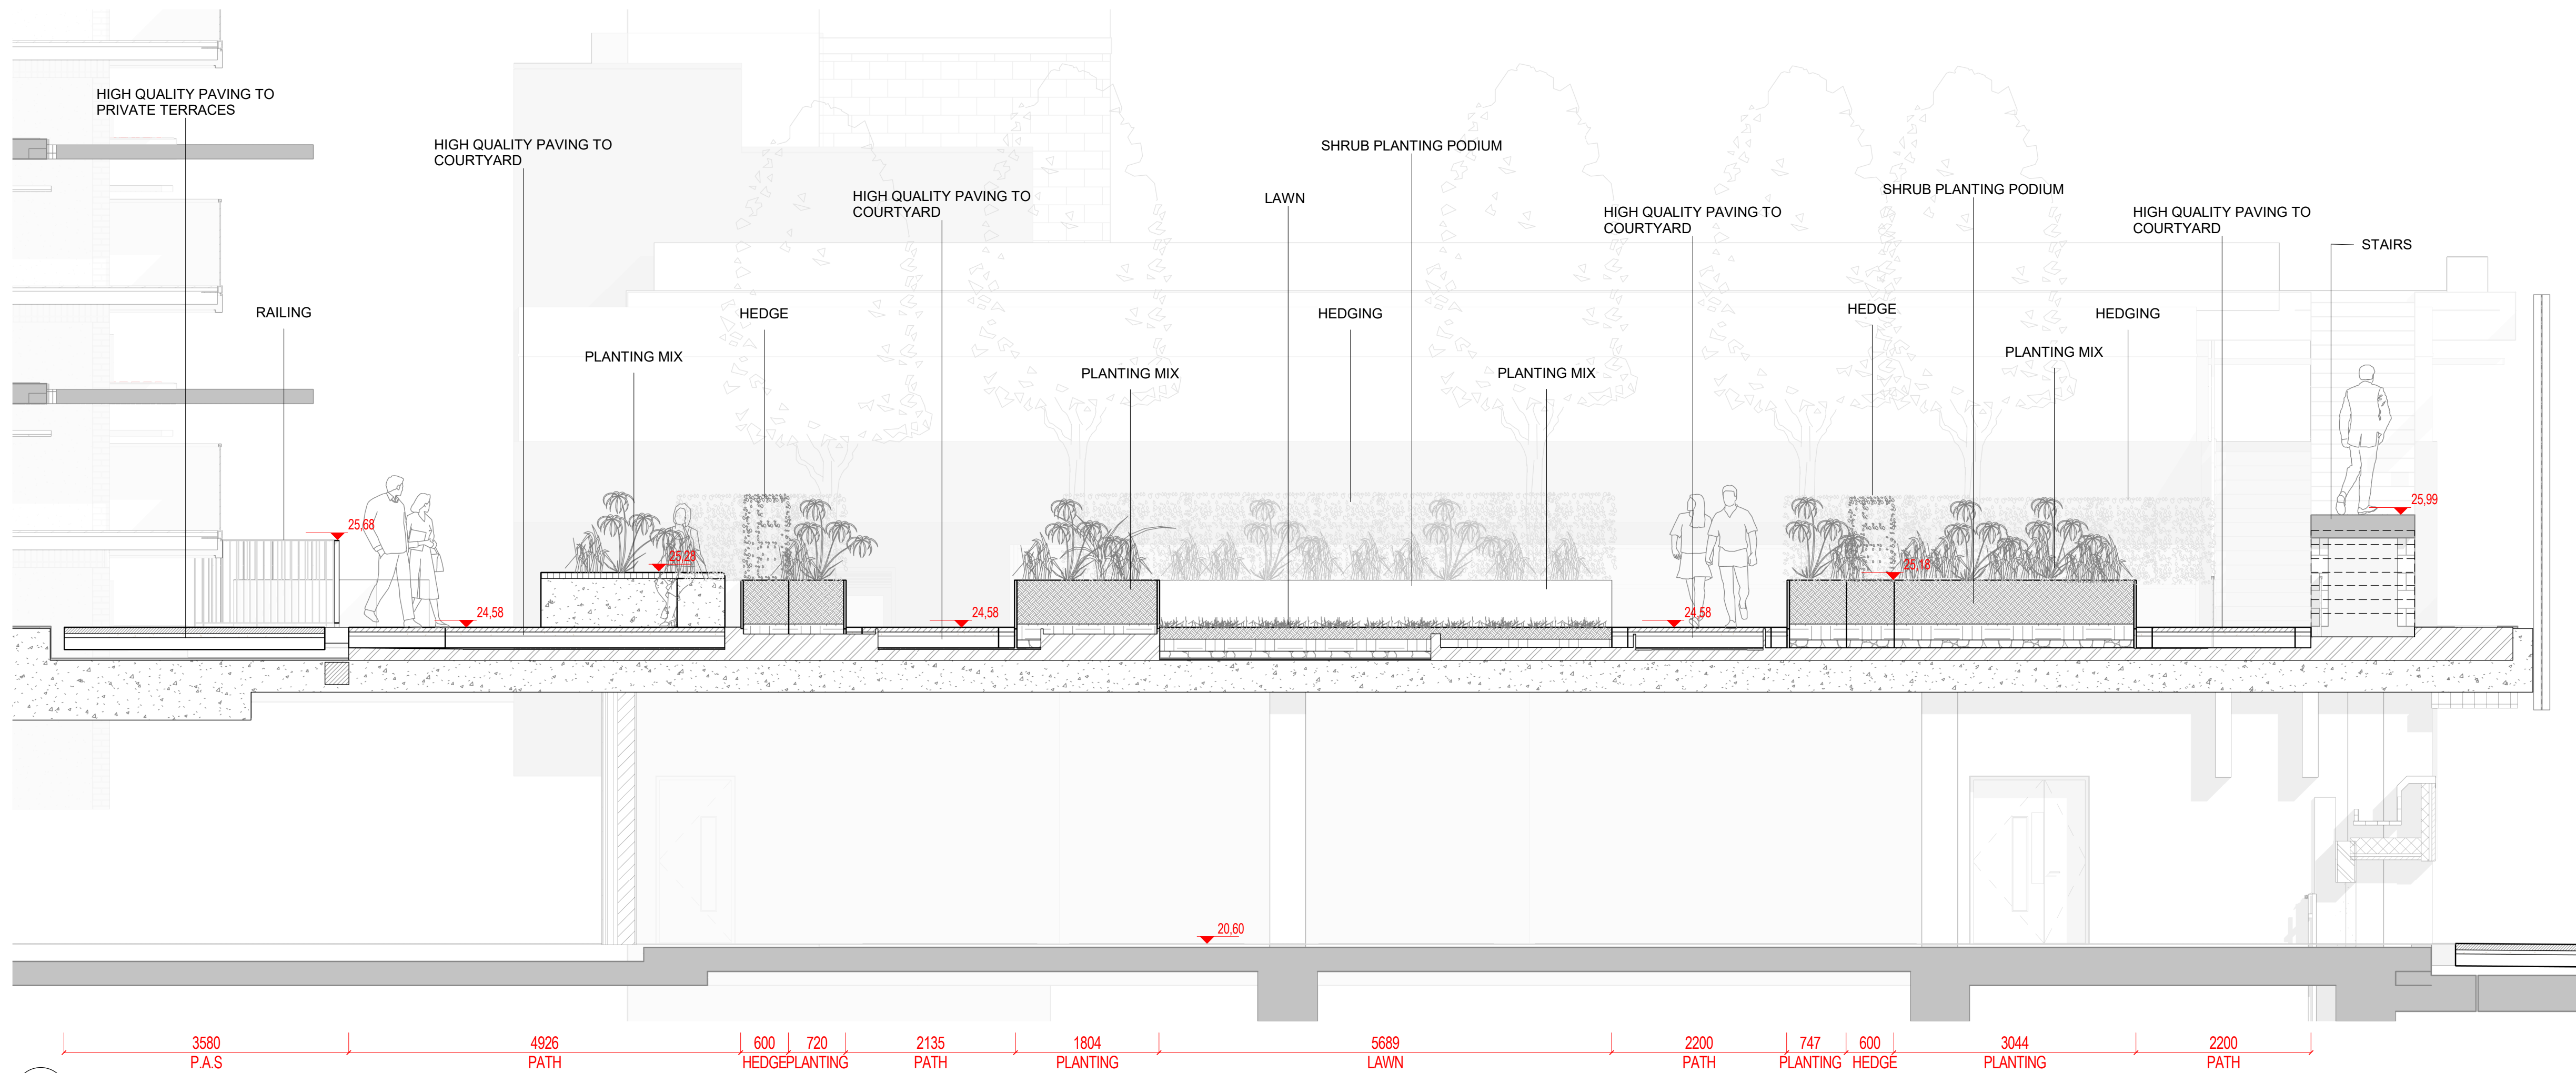 HIGH QUALITY PAVING TO
PRIVATE TERRACES
HIGH QUALITY PAVING TO
COURTYARD
HIGH QUALITY PAVING TO
COURTYARD
SHRUB PLANTING PODIUM
LAWN
HIGH QUALITY PAVING TO
COURTYARD
SHRUB PLANTING PODIUM
HIGH QUALITY PAVING TO
COURTYARD
STAIRS
RAILING
HEDGE
HEDGING
HEDGE
HEDGING
PLANTING MIX
PLANTING MIX
PLANTING MIX
PLANTING MIX
25,68
25,28
25,18
25,99
24,58
24,58
24,58
20,60
3580
P.A.S
4926
PATH
600
HEDGE
720
PLANTING
2135
PATH
1804
PLANTING
5689
LAWN
2200
PATH
747
PLANTING
600
HEDGE
3044
PLANTING
2200
PATH